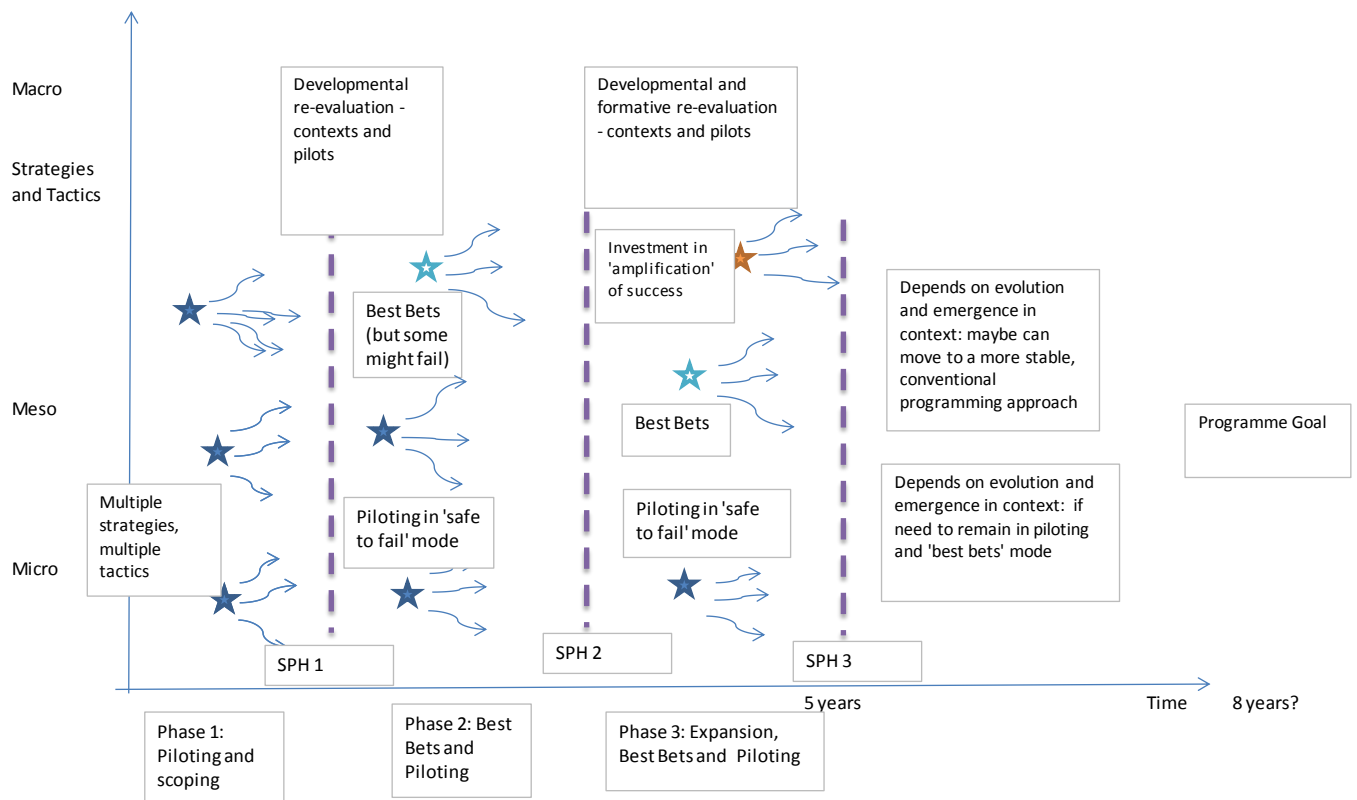 Macro
Strategies
and Tactics
Meso
Micro
Developmental
re-evaluation -
contexts and
pilots
Developmental and
formative re-evaluation
- contexts and pilots
Investment in
'amplification'
of success
Best Bets
(but some
might fail)
Depends on evolution
and emergence in
context: maybe can
move to a more stable,
conventional
programming approach
Best Bets
Programme Goal
Multiple
strategies,
multiple
tactics
Piloting in 'safe
to fail' mode
Piloting in 'safe
to fail' mode
Depends on evolution and
emergence in context: if
need to remain in piloting
and 'best bets' mode
SPH 1
SPH 2
SPH 3
5 years
Time
8 years?
Phase 1:
Piloting and
scoping
Phase 2: Best
Bets and
Piloting
Phase 3: Expansion,
Best Bets and Piloting